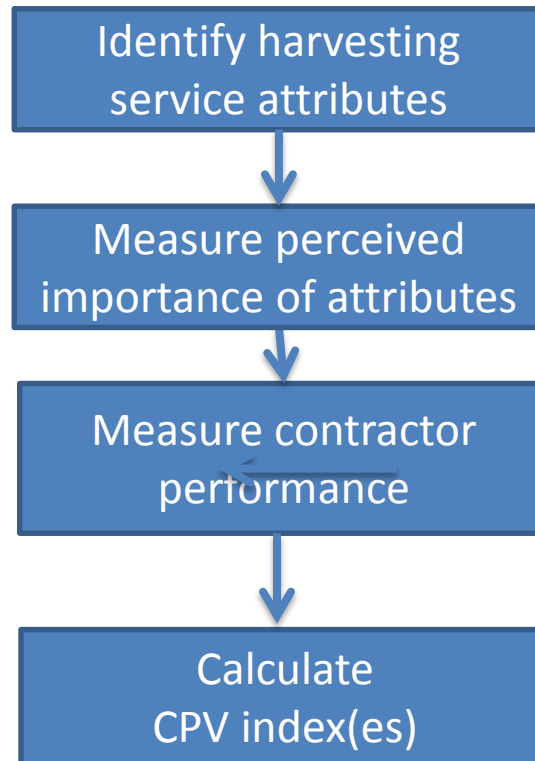 Identify harvesting
service attributes
Measure perceived
importance of attributes
Measure contractor
performance
Calculate
CPV index(es)